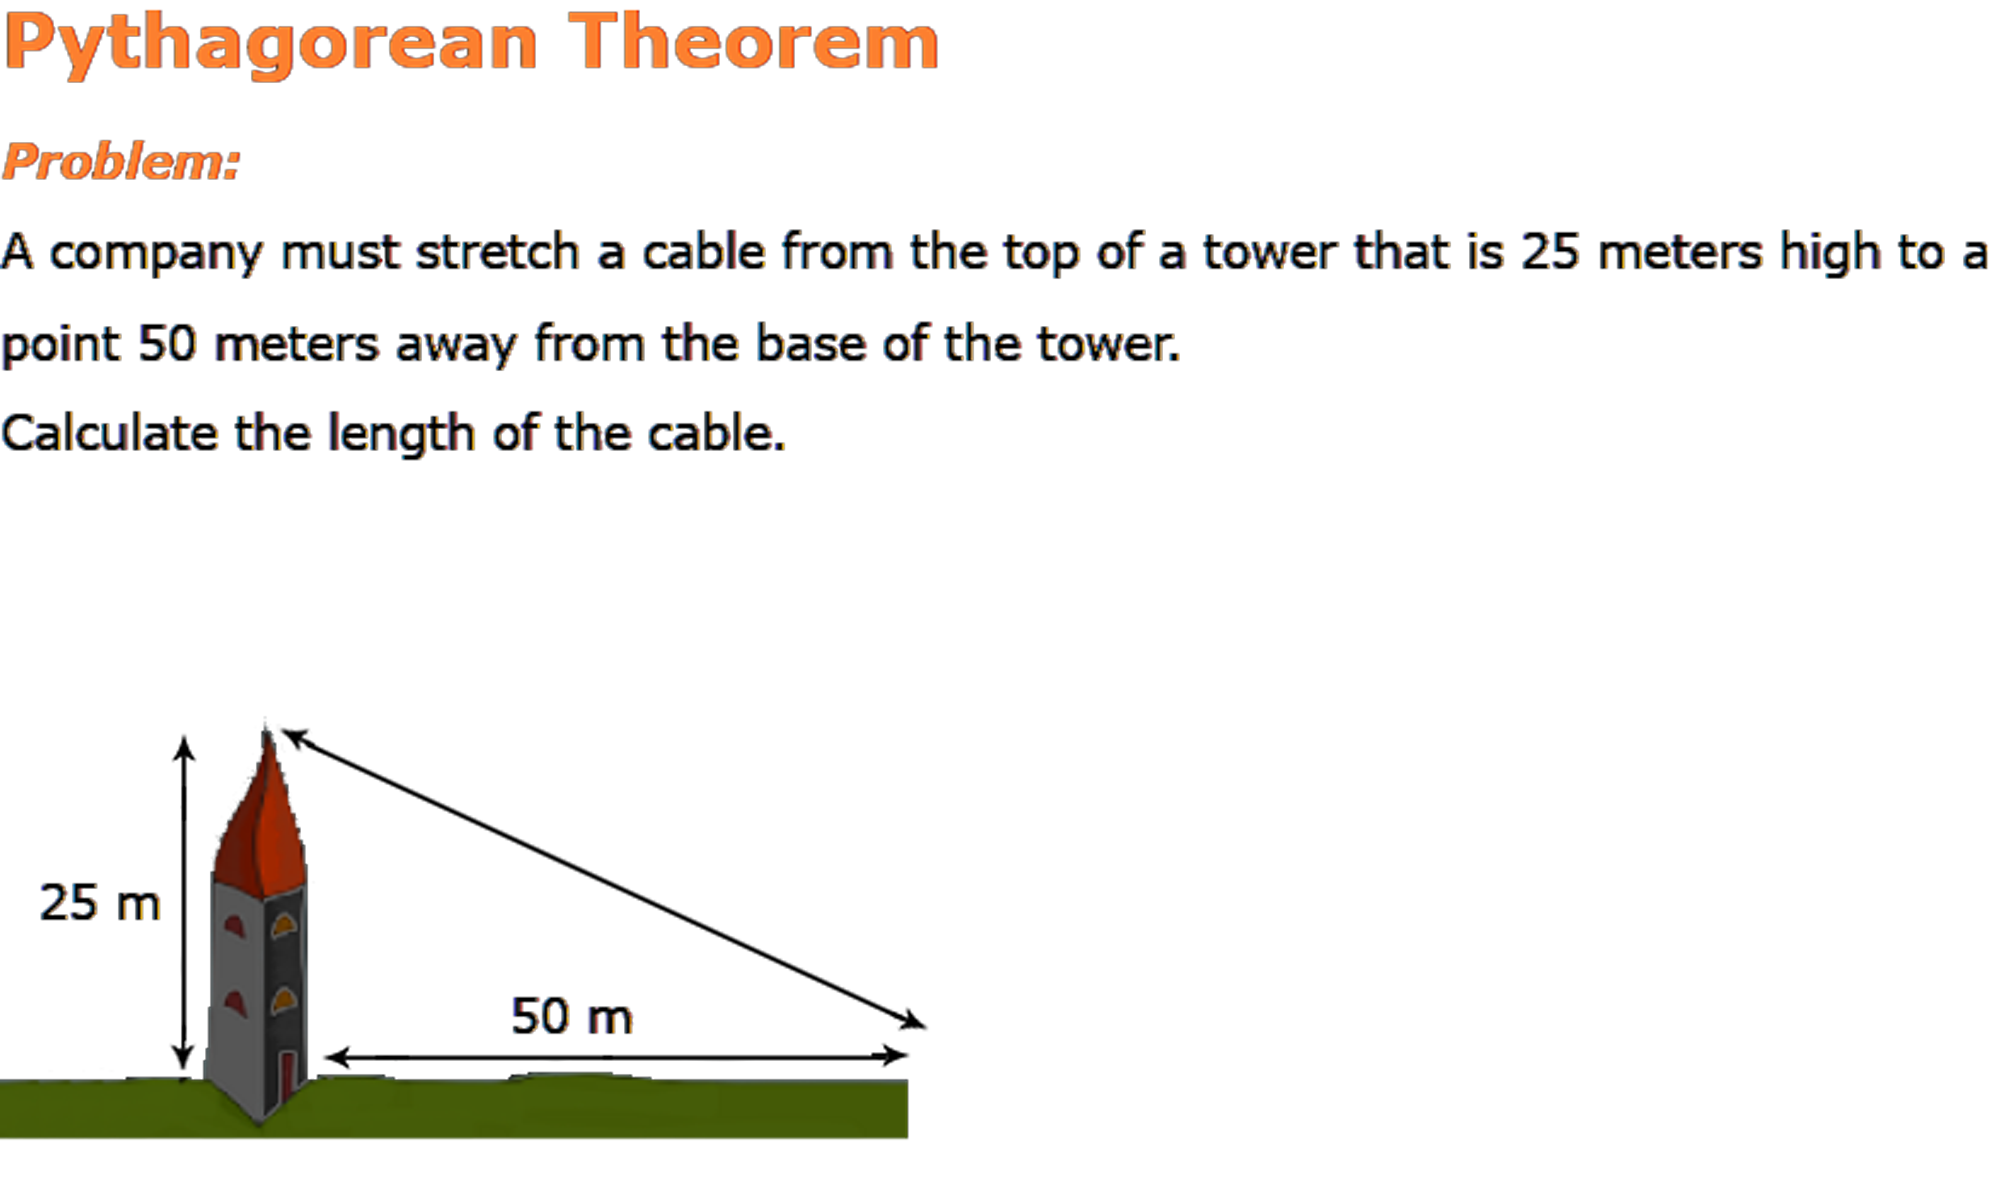 Pythagorean Theorem
Problem:
A company must stretch a cable from the top of a tower that is 25 meters high to a
point 50 meters away from the base of the tower.
Calculate the length of the cable.
25 m
50 m